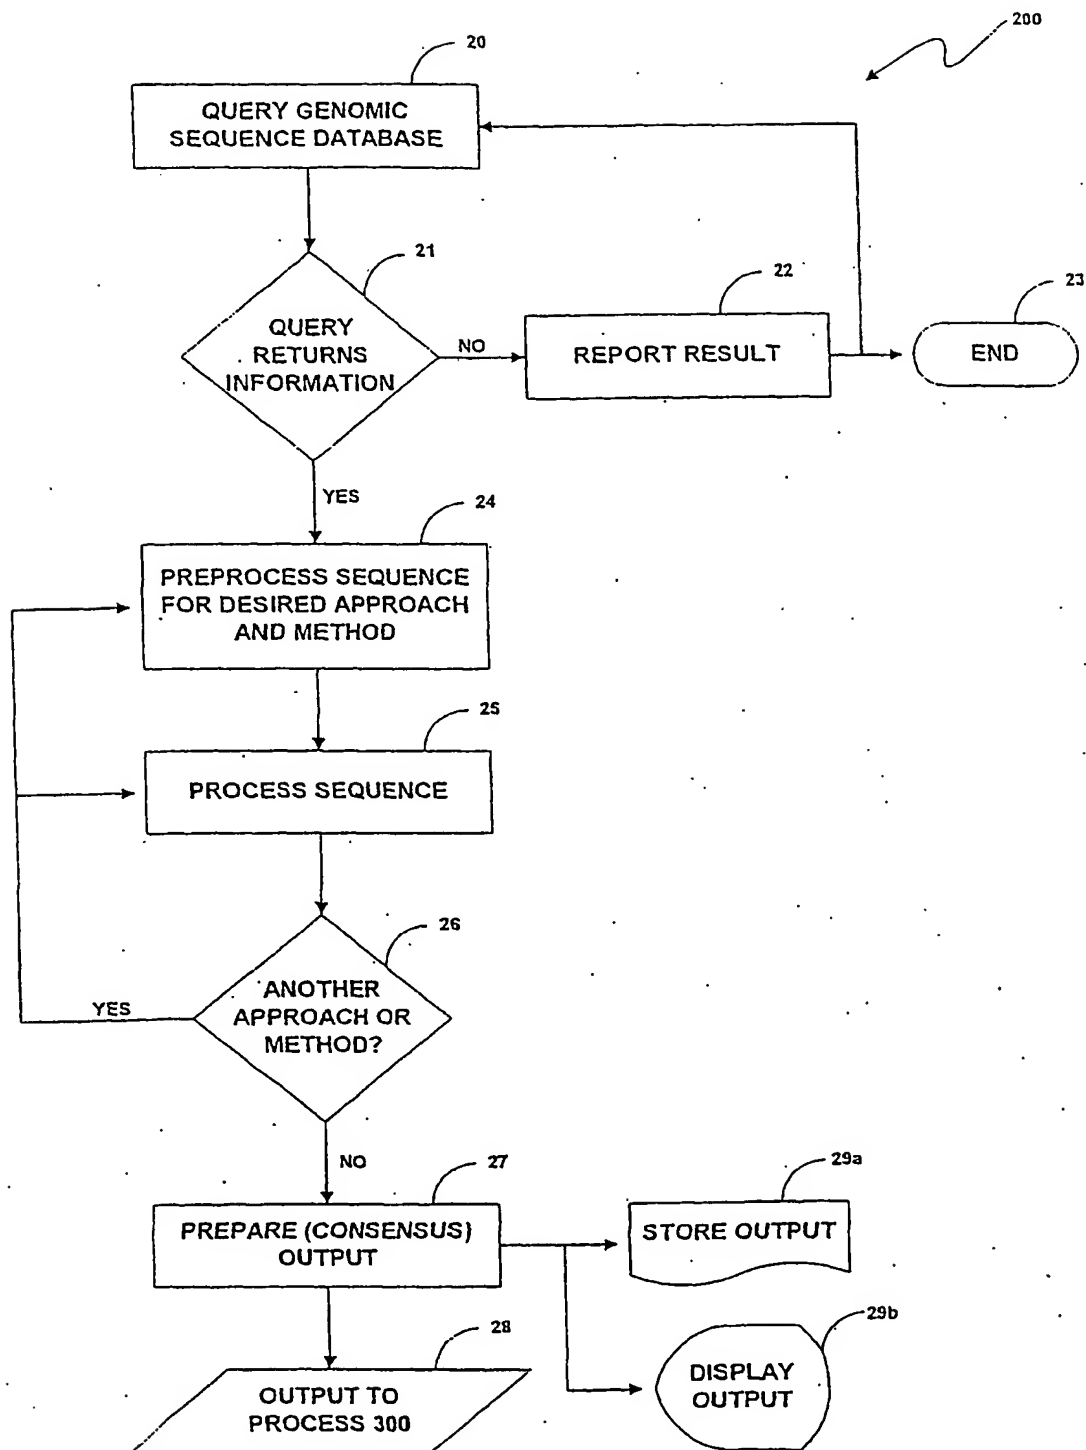 200
20
QUERY GENOMIC
SEQUENCE DATABASE
21
QUERY
RETURNS
INFORMATION
NO
22
REPORT RESULT
23
END
YES
24
PREPROCESS SEQUENCE
FOR DESIRED APPROACH
AND METHOD
25
PROCESS SEQUENCE
26
ANOTHER
APPROACH OR
METHOD?
YES
NO
27
PREPARE (CONSENSUS)
OUTPUT
29a
STORE OUTPUT
28
OUTPUT TO
PROCESS 300
29b
DISPLAY
OUTPUT